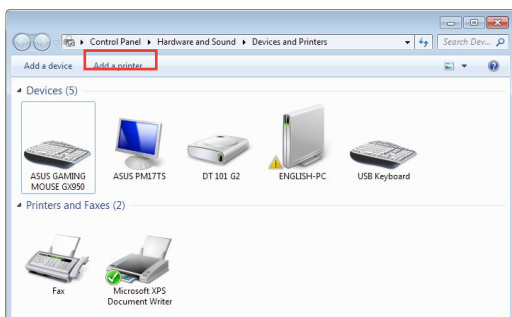 Control Panel ▸ Hardware and Sound ▸ Devices and Printers
Search Dev...
Add a device
Add a printer
Devices (5)
ASUS GAMING
MOUSE GX950
ASUS PM17TS
DT 101 G2
ENGLISH-PC
USB Keyboard
Printers and Faxes (2)
Fax
Microsoft XPS
Document Writer